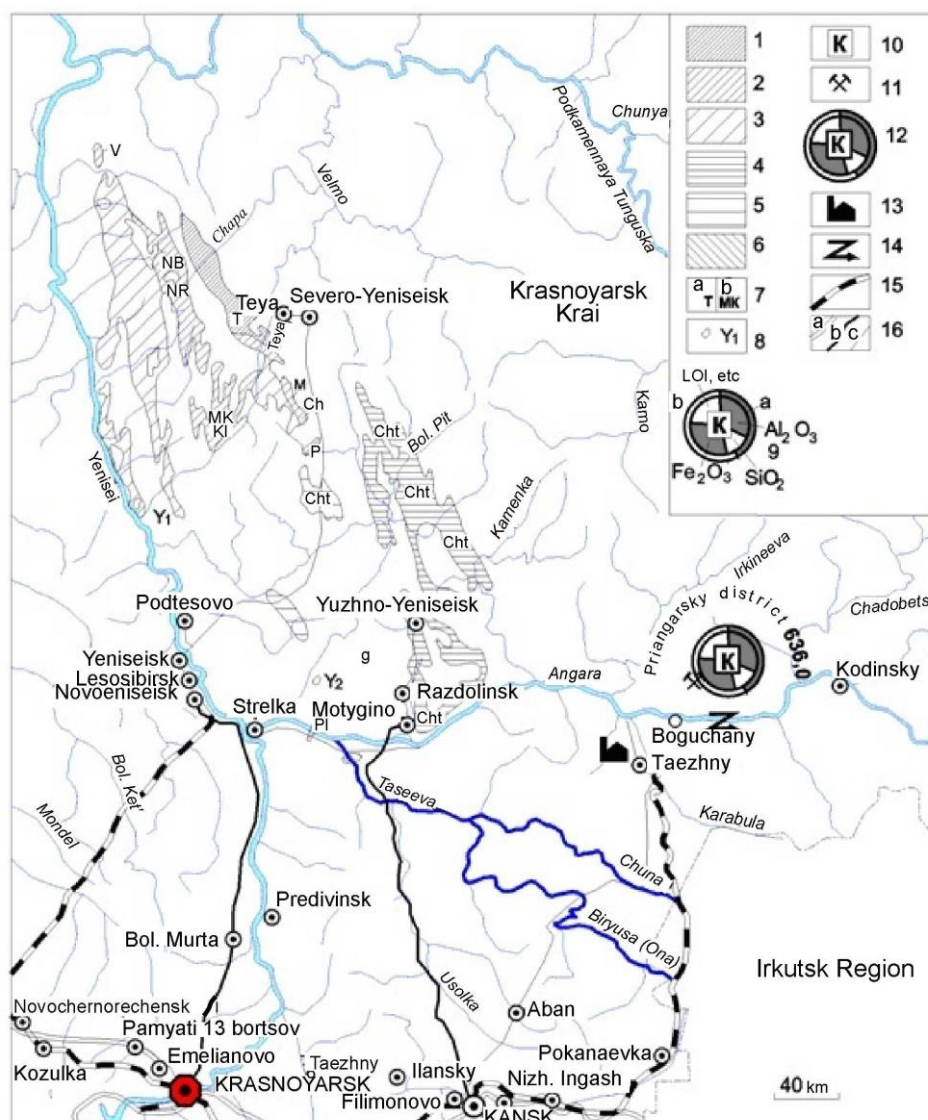 1
2
3
4
5
6
a
T
b
MK
7
Y₁
8
K
10
11
K
12
13
14
15
a
b
c
16
LOI, etc
b
K
a
Al₂O₃
9
Fe₂O₃
SiO₂
Podkamennaya Tunguska
Chunya
V
Velmo
Chapa
NB
NR
Krasnoyarsk
Krai
Teya
Severo-Yeniseisk
T
Teya
M
Ch
MK
KI
Kamo
Cht
Bol. Pit
P
Cht
Cht
Yenisei
Y₁
Cht
Kamenka
Irkineeva
Podtesovo
Yuzhno-Yeniseisk
Chadobets
Priangarsky district 636,0
K
Yeniseisk
g
Lesosibirsk
Y₂
Angara
Kodinsky
Novoeniseisk
Razdolinsk
Strelka
Motygino
Pl
Cht
Boguchany
Taezhny
Bol. Ket'
Taseeva
Karabula
Mondel
Chuna
Predivinsk
Biryusa (Ona)
Bol. Murta
Irkutsk Region
Usolka
Novochernorechensk
Aban
Pamyati 13 bortsov
Pokanaevka
Kozulka
Emelianovo
Taezhny
Ilansky
Nizh. Ingash
40 km
KRASNOYARSK
Filimonovo
KANSK